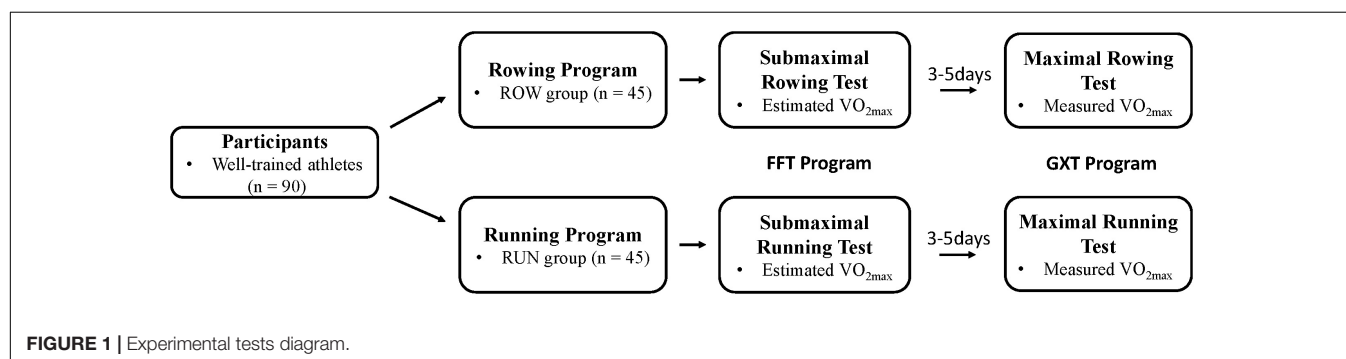 Participants
• Well-trained athletes
(n = 90)
Rowing Program
• ROW group (n = 45)
Submaximal
Rowing Test
• Estimated VO2max
3-5days
Maximal Rowing
Test
• Measured VO2max
FFT Program
GXT Program
Running Program
• RUN group (n = 45)
Submaximal
Running Test
• Estimated VO2max
3-5days
Maximal Running
Test
• Measured VO2max
FIGURE 1 | Experimental tests diagram.